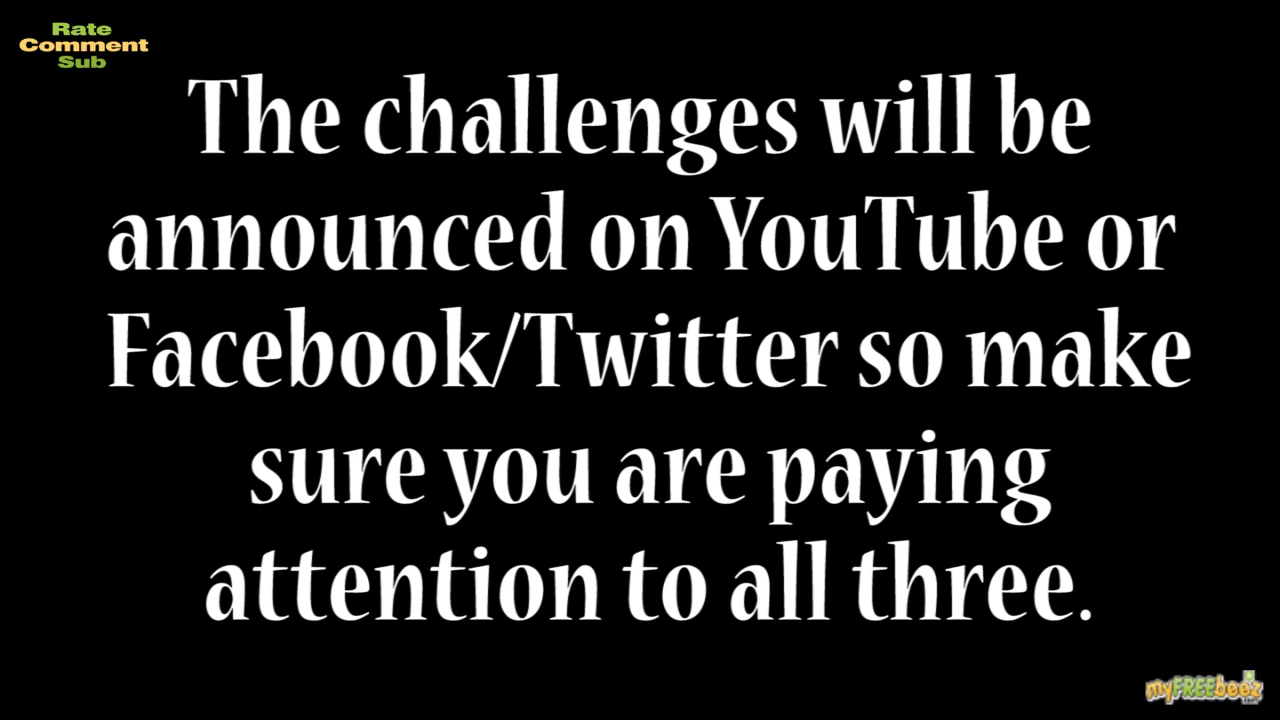 Rate
Comment
Sub
The challenges will be
announced on YouTube or
Facebook/Twitter so make
sure you are paying
attention to all three.
myFREEbeez
.com